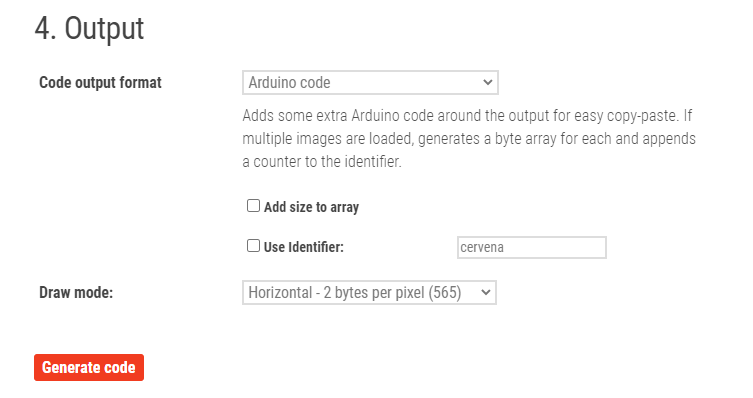 4. Output
Code output format
Arduino code
Adds some extra Arduino code around the output for easy copy-paste. If
multiple images are loaded, generates a byte array for each and appends
a counter to the identifier.
Add size to array
Use Identifier:
cervena
Draw mode:
Horizontal - 2 bytes per pixel (565)
Generate code